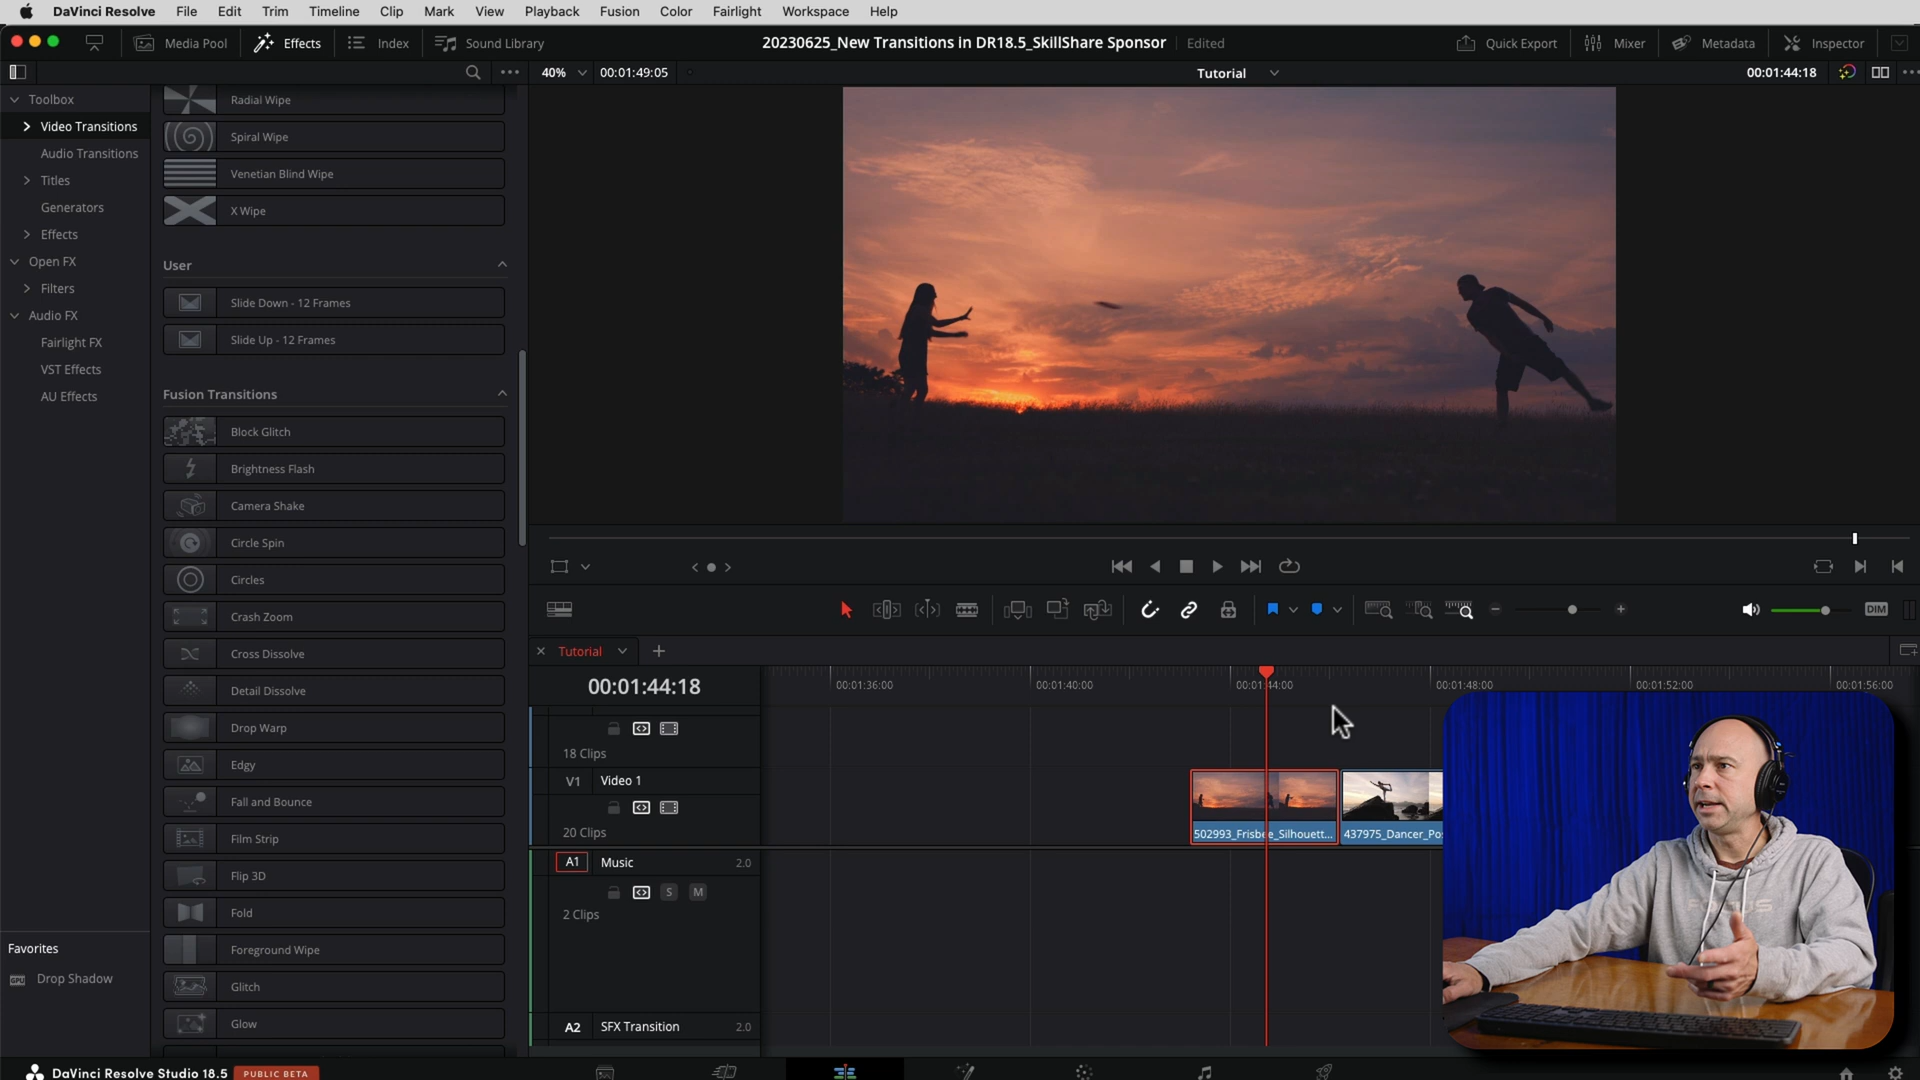 DaVinci Resolve File Edit Trim Timeline Clip Mark View Playback Fusion Color Fairlight Workspace Help
Media Pool Effects Index Sound Library 20230625_New Transitions in DR18.5_SkillShare Sponsor Edited Quick Export Mixer Metadata Inspector
40% 00:01:49:05 Tutorial 00:01:44:18
Toolbox
Video Transitions
Audio Transitions
Titles
Generators
Effects
Open FX
Filters
Audio FX
Fairlight FX
VST Effects
AU Effects
Favorites
Drop Shadow
Radial Wipe
Spiral Wipe
Venetian Blind Wipe
X Wipe
User
Slide Down - 12 Frames
Slide Up - 12 Frames
Fusion Transitions
Block Glitch
Brightness Flash
Camera Shake
Circle Spin
Circles
Crash Zoom
Cross Dissolve
Detail Dissolve
Drop Warp
Edgy
Fall and Bounce
Film Strip
Flip 3D
Fold
Foreground Wipe
Glitch
Glow
DIM
Tutorial
00:01:44:18
00:01:36:00 00:01:40:00 00:01:44:00 00:01:48:00 00:01:52:00 00:01:56:00
18 Clips
V1 Video 1
20 Clips
502993_Frisbee_Silhouett... 437975_Dancer_Po
A1 Music 2.0
S M
2 Clips
A2 SFX Transition 2.0
FOCUS
DaVinci Resolve Studio 18.5 PUBLIC BETA